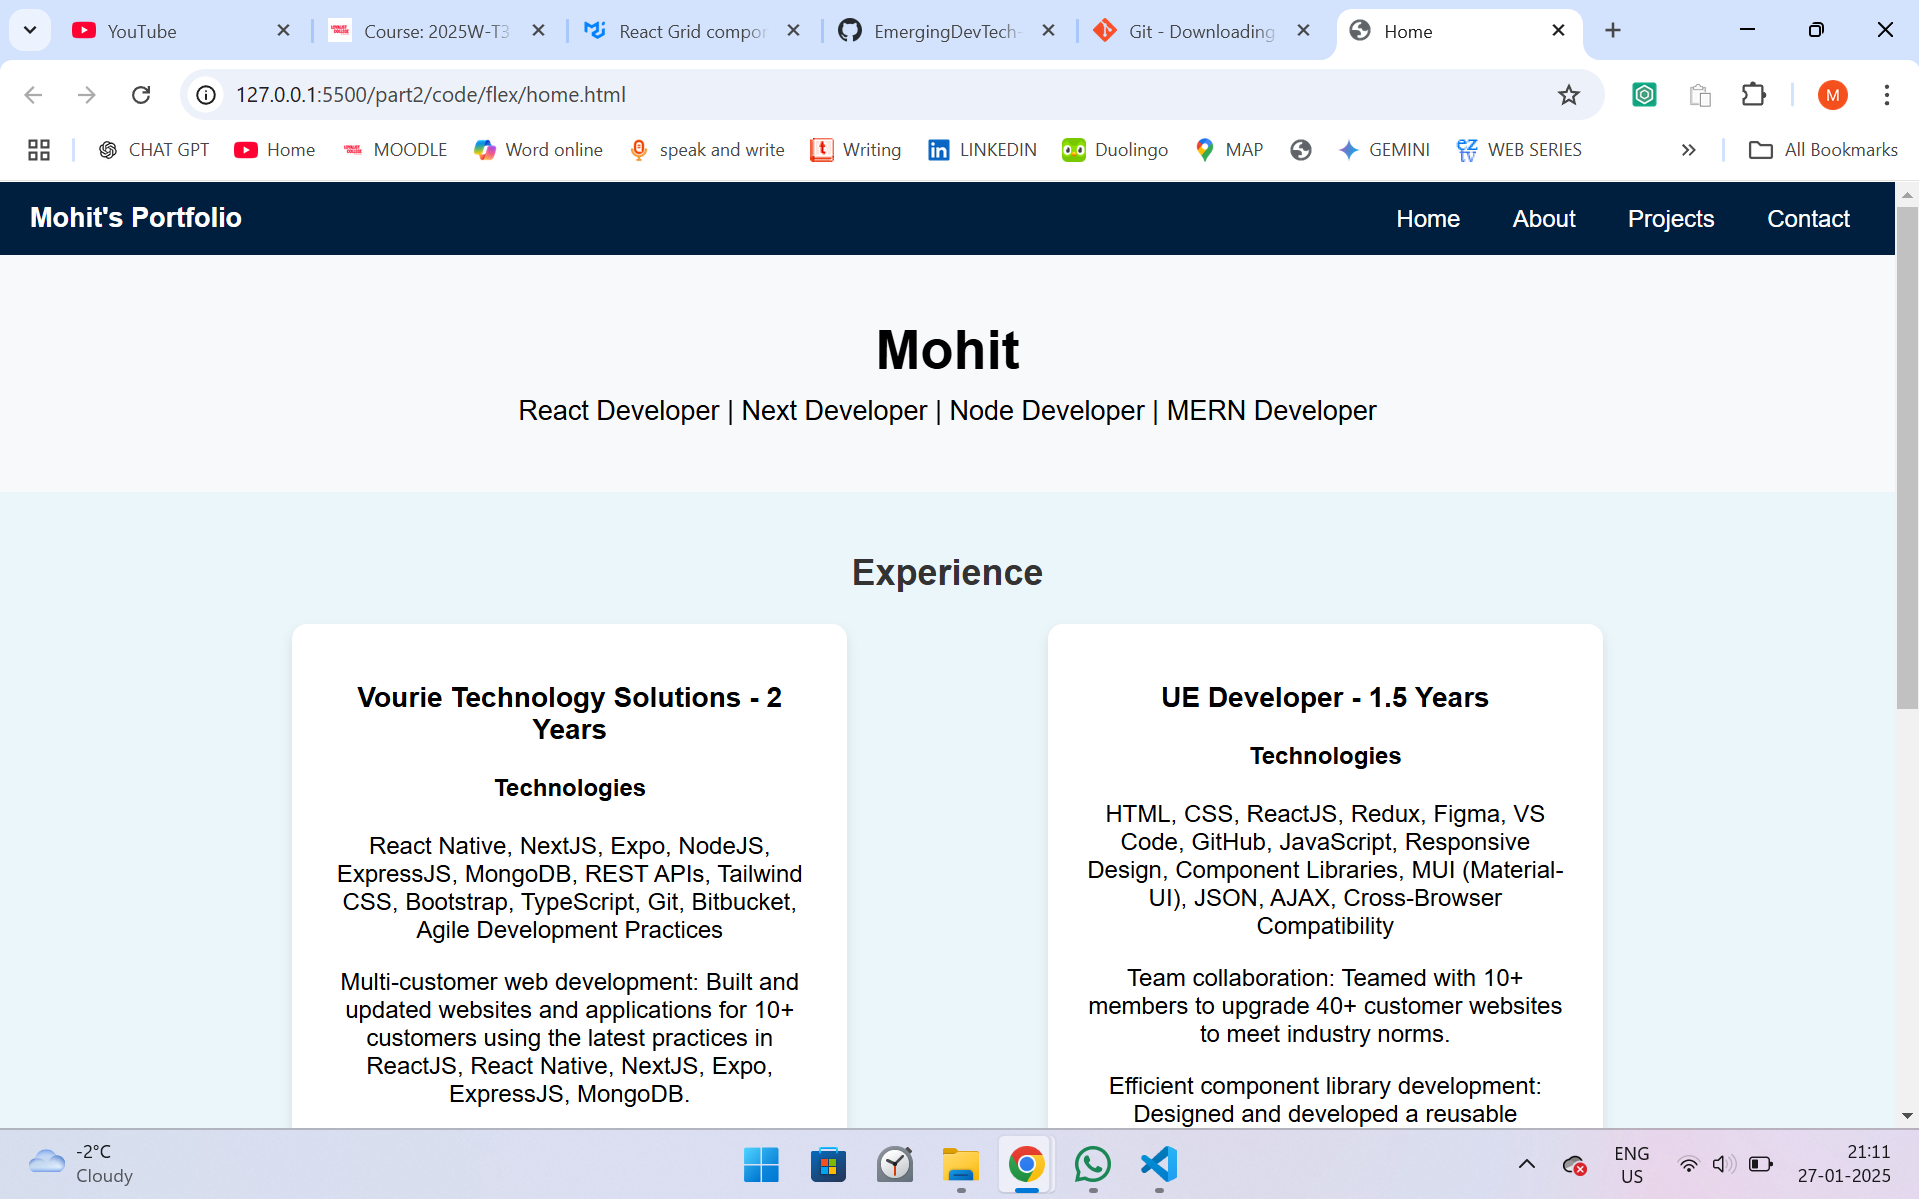 YouTube
Course: 2025W-T3
React Grid compor
EmergingDevTech-
Git - Downloading
Home
127.0.0.1:5500/part2/code/flex/home.html
M
CHAT GPT
Home
MOODLE
Word online
speak and write
Writing
LINKEDIN
Duolingo
MAP
GEMINI
WEB SERIES
All Bookmarks
Mohit's Portfolio
Home
About
Projects
Contact
Mohit
React Developer | Next Developer | Node Developer | MERN Developer
Experience
Vourie Technology Solutions - 2
Years
Technologies
React Native, NextJS, Expo, NodeJS,
ExpressJS, MongoDB, REST APIs, Tailwind
CSS, Bootstrap, TypeScript, Git, Bitbucket,
Agile Development Practices
Multi-customer web development: Built and
updated websites and applications for 10+
customers using the latest practices in
ReactJS, React Native, NextJS, Expo,
ExpressJS, MongoDB.
UE Developer - 1.5 Years
Technologies
HTML, CSS, ReactJS, Redux, Figma, VS
Code, GitHub, JavaScript, Responsive
Design, Component Libraries, MUI (Material-
UI), JSON, AJAX, Cross-Browser
Compatibility
Team collaboration: Teamed with 10+
members to upgrade 40+ customer websites
to meet industry norms.
Efficient component library development:
Designed and developed a reusable
-2°C
Cloudy
ENG
US
21:11
27-01-2025